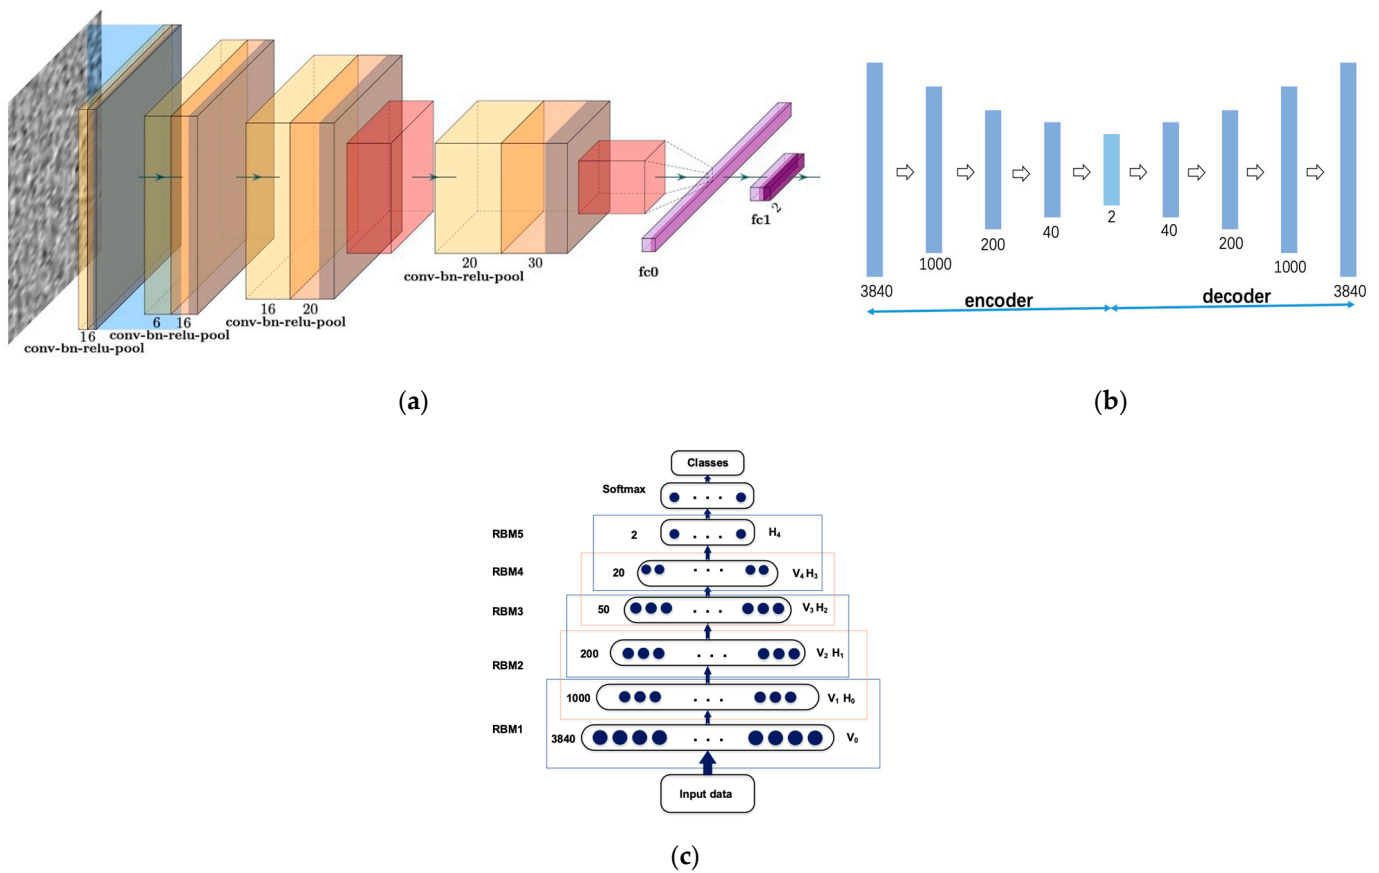 16
conv-bn-relu-pool
6 16
conv-bn-relu-pool
16 20
conv-bn-relu-pool
20 30
conv-bn-relu-pool
fc0
fc1
2
(a)
3840
1000
200
40
2
40
200
1000
3840
encoder
decoder
(b)
Classes
Softmax
. . .
RBM5
2
. . .
H4
RBM4
20
. . .
V4 H3
RBM3
50
. . .
V3 H2
200
. . .
V2 H1
RBM2
1000
. . .
V1 H0
RBM1
3840
. . .
V0
Input data
(c)